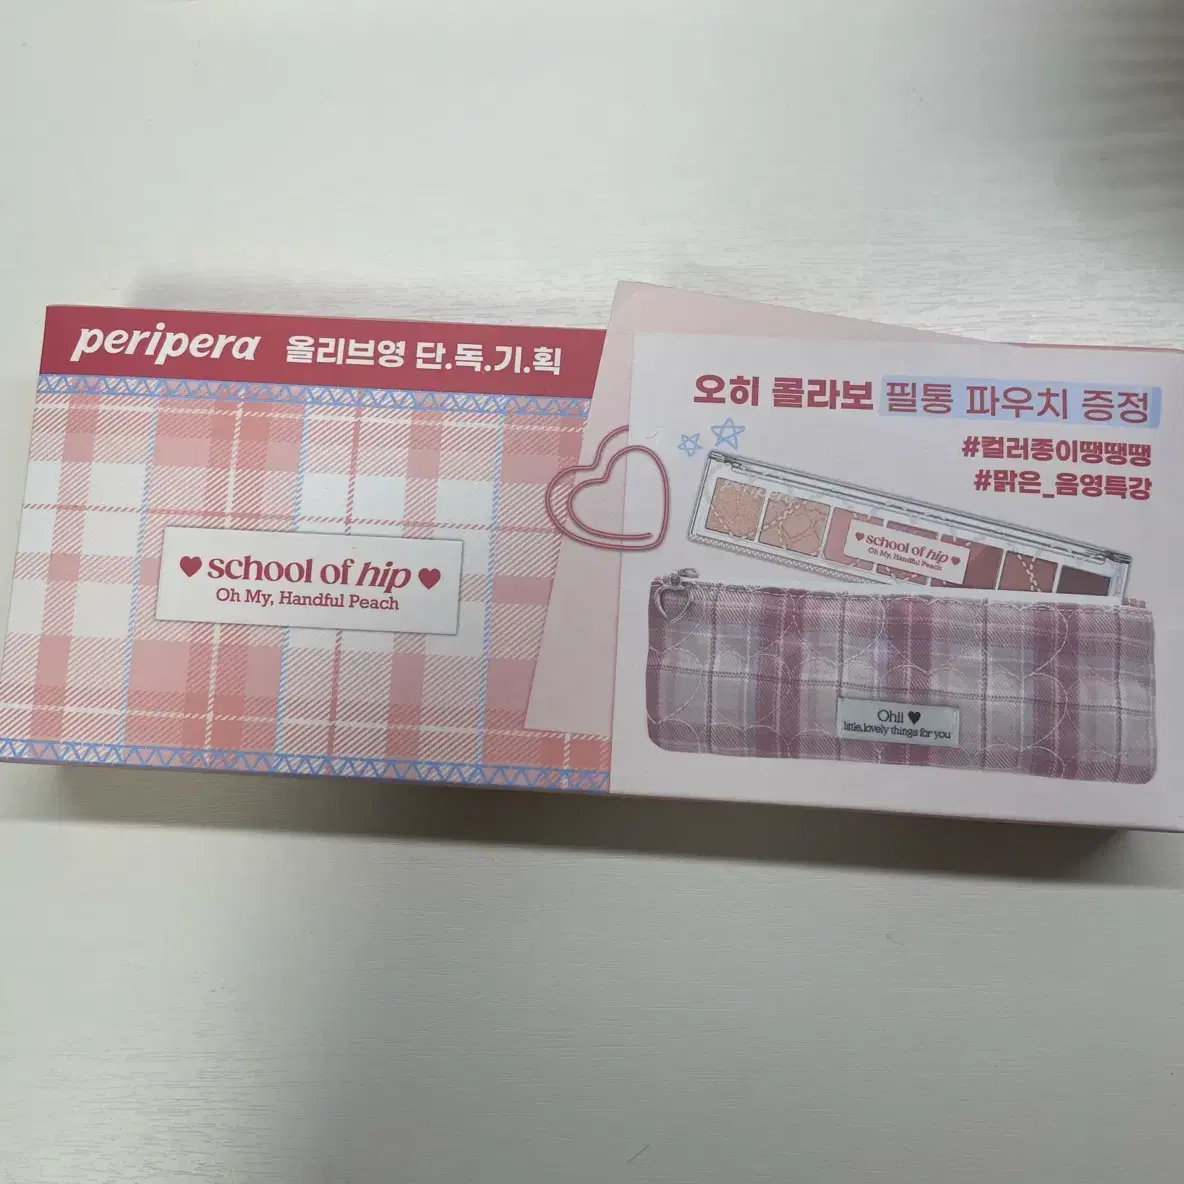 peripera 올리브영 단.독.기.획
♥ school of hip ♥
Oh My, Handful Peach
오히 콜라보 필통 파우치 증정
#컬러종이땡땡땡
#맑은_음영특강
♥ school of hip ♥
Oh My, Handful Peach
Ohii ♥
little,lovely things for you